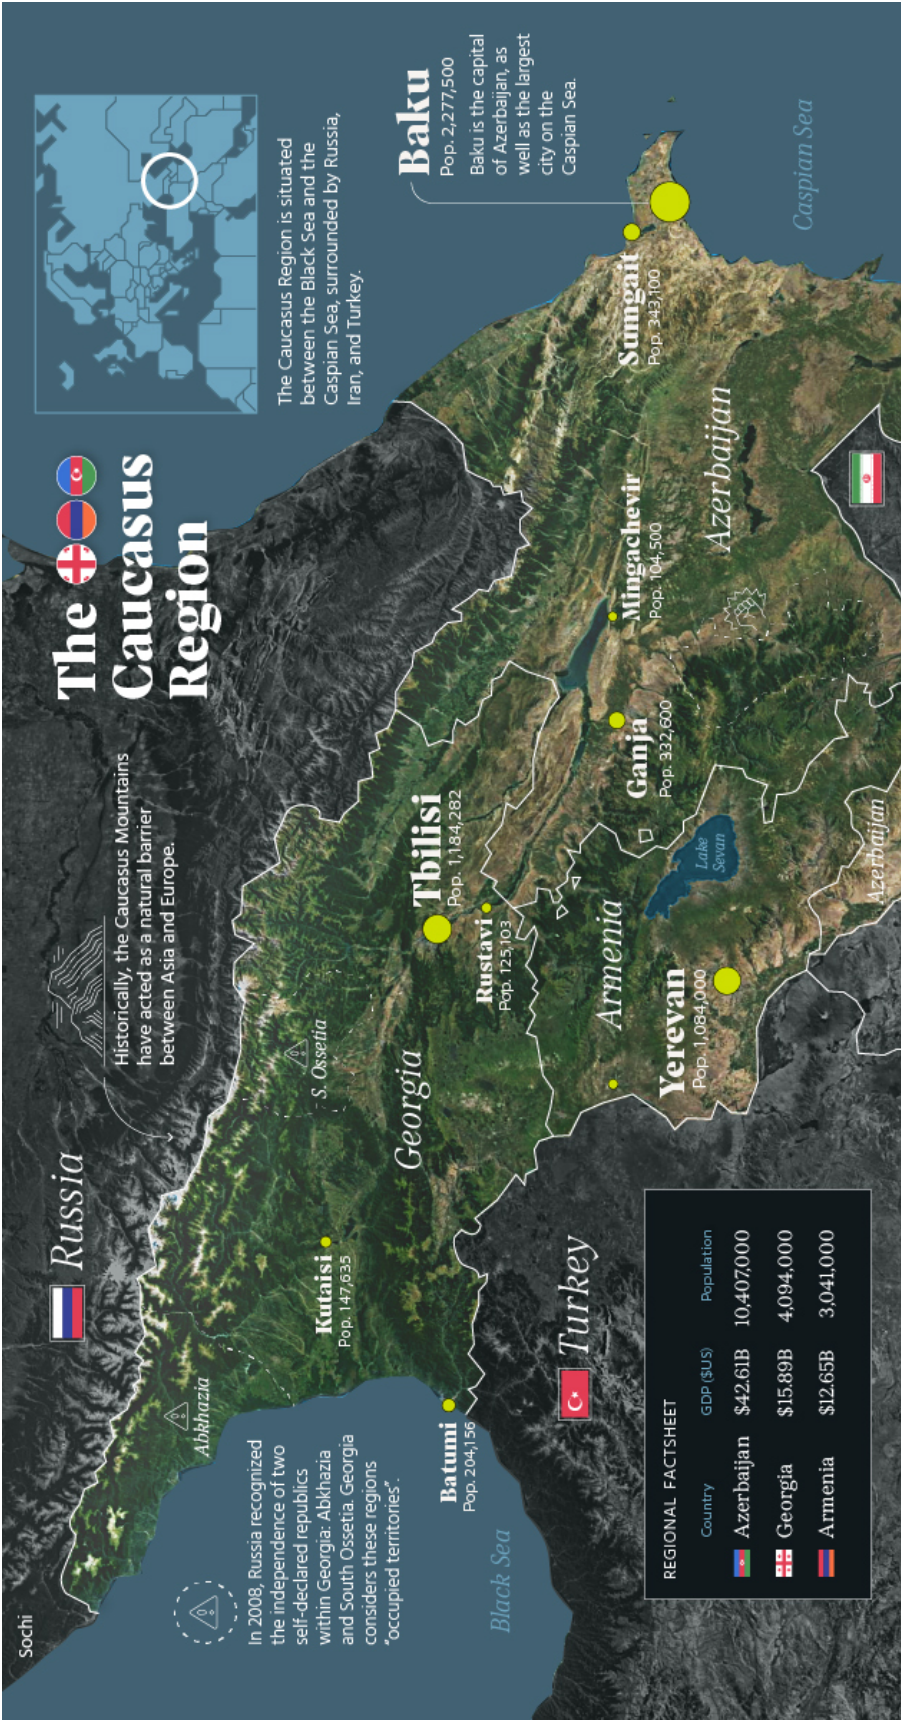 The
Caucasus
Region
The Caucasus Region is situated
between the Black Sea and the
Caspian Sea, surrounded by Russia,
Iran, and Turkey.
Historically, the Caucasus Mountains
have acted as a natural barrier
between Asia and Europe.
Baku
Pop. 2,277,500
Baku is the capital
of Azerbaijan, as
well as the largest
city on the
Caspian Sea.
Sochi
Russia
Abkhazia
In 2008, Russia recognized
the independence of two
self-declared republics
within Georgia: Abkhazia
and South Ossetia. Georgia
considers these regions
“occupied territories”.
S. Ossetia
Kutaisi
Pop. 147,635
Georgia
Tbilisi
Pop. 1,184,282
Batumi
Pop. 204,156
Black Sea
Rustavi
Pop. 125,103
Turkey
Armenia
Yerevan
Pop. 1,084,000
Lake
Sevan
Ganja
Pop. 332,600
Mingachevir
Pop. 104,500
Sumgait
Pop. 343,100
Azerbaijan
Caspian Sea
Azerbaijan
REGIONAL FACTSHEET
Country GDP ($US) Population
Azerbaijan $42.61B 10,407,000
Georgia $15.89B 4,094,000
Armenia $12.65B 3,041,000